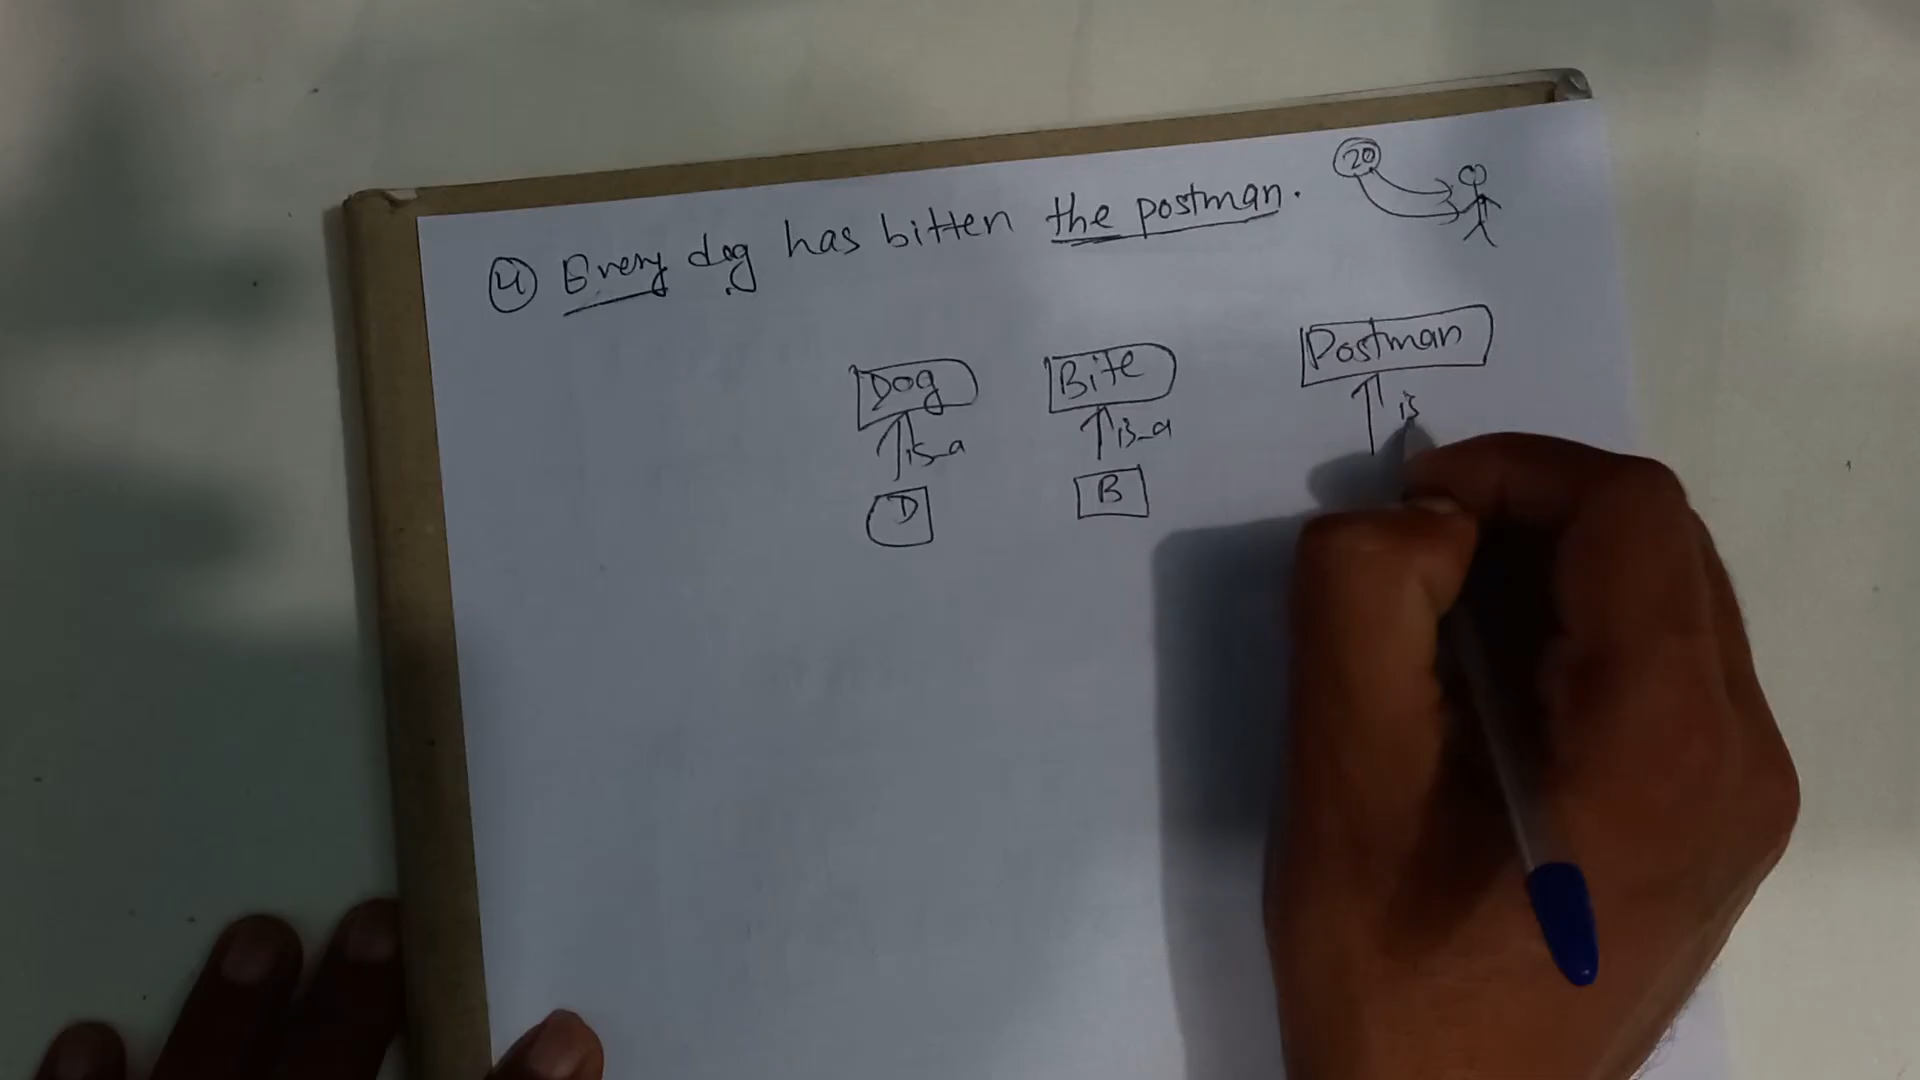 ④ Every dog has bitten the postman.
20
Dog Bite Postman
is_a is_a is
D B